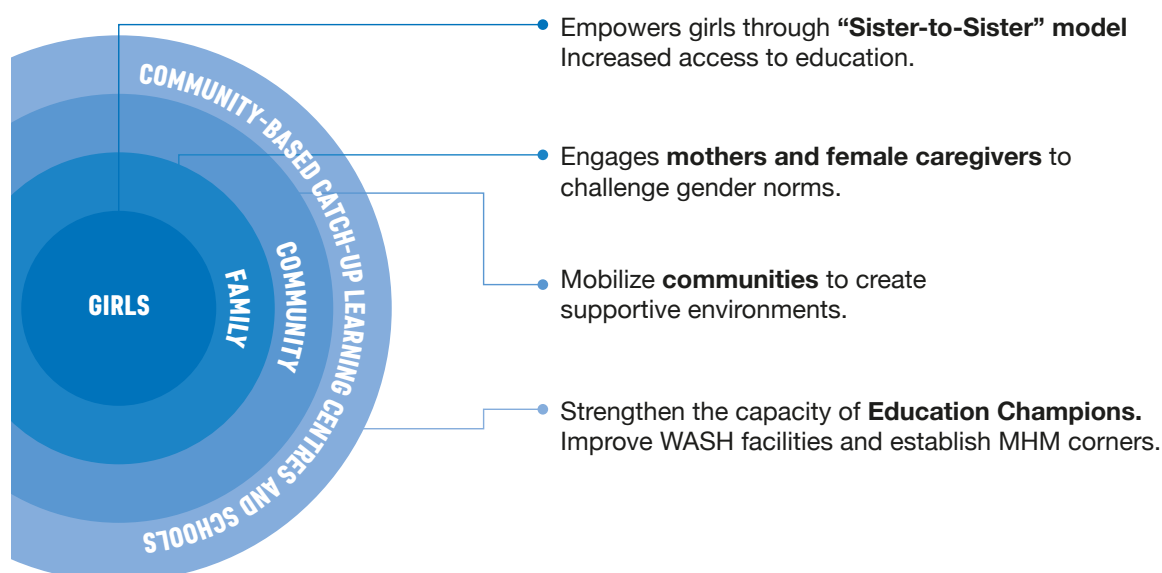 Empowers girls through “Sister-to-Sister” model
Increased access to education.
Engages mothers and female caregivers to
challenge gender norms.
Mobilize communities to create
supportive environments.
Strengthen the capacity of Education Champions.
Improve WASH facilities and establish MHM corners.
GIRLS
FAMILY
COMMUNITY
COMMUNITY-BASED CATCH-UP LEARNING CENTRES AND SCHOOLS